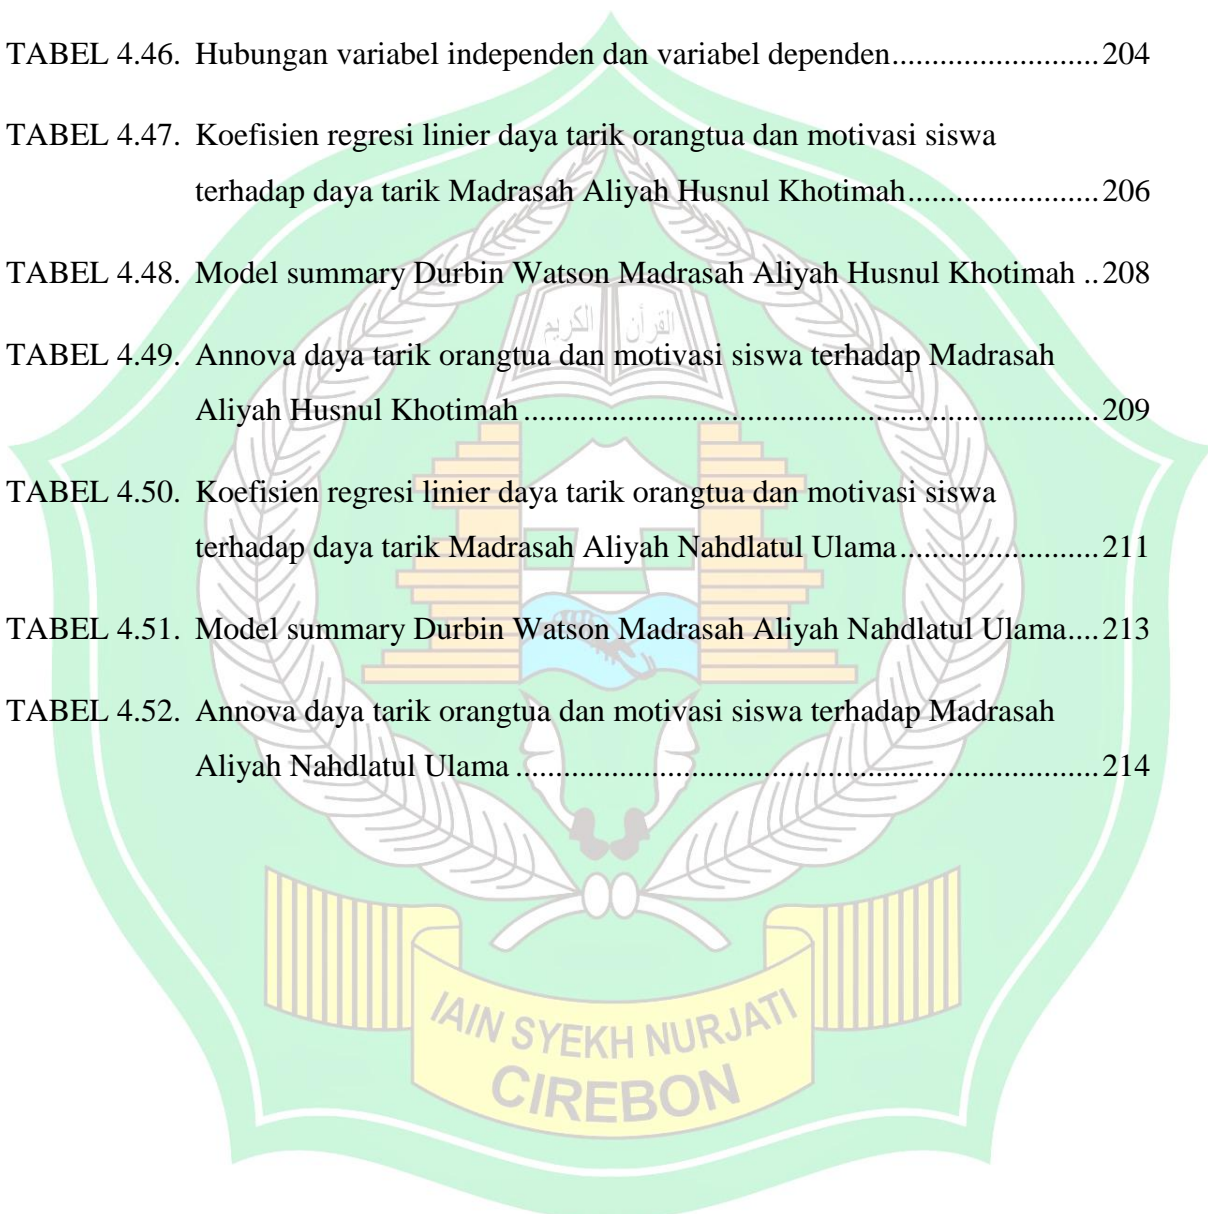 TABEL 4.46. Hubungan variabel independen dan variabel dependen..........................204
TABEL 4.47. Koefisien regresi linier daya tarik orangtua dan motivasi siswa
terhadap daya tarik Madrasah Aliyah Husnul Khotimah........................206
TABEL 4.48. Model summary Durbin Watson Madrasah Aliyah Husnul Khotimah ..208
TABEL 4.49. Annova daya tarik orangtua dan motivasi siswa terhadap Madrasah
Aliyah Husnul Khotimah.........................................................................209
TABEL 4.50. Koefisien regresi linier daya tarik orangtua dan motivasi siswa
terhadap daya tarik Madrasah Aliyah Nahdlatul Ulama.........................211
TABEL 4.51. Model summary Durbin Watson Madrasah Aliyah Nahdlatul Ulama....213
TABEL 4.52. Annova daya tarik orangtua dan motivasi siswa terhadap Madrasah
Aliyah Nahdlatul Ulama..........................................................................214
القرآن الكريم
IAIN SYEKH NURJATI
CIREBON